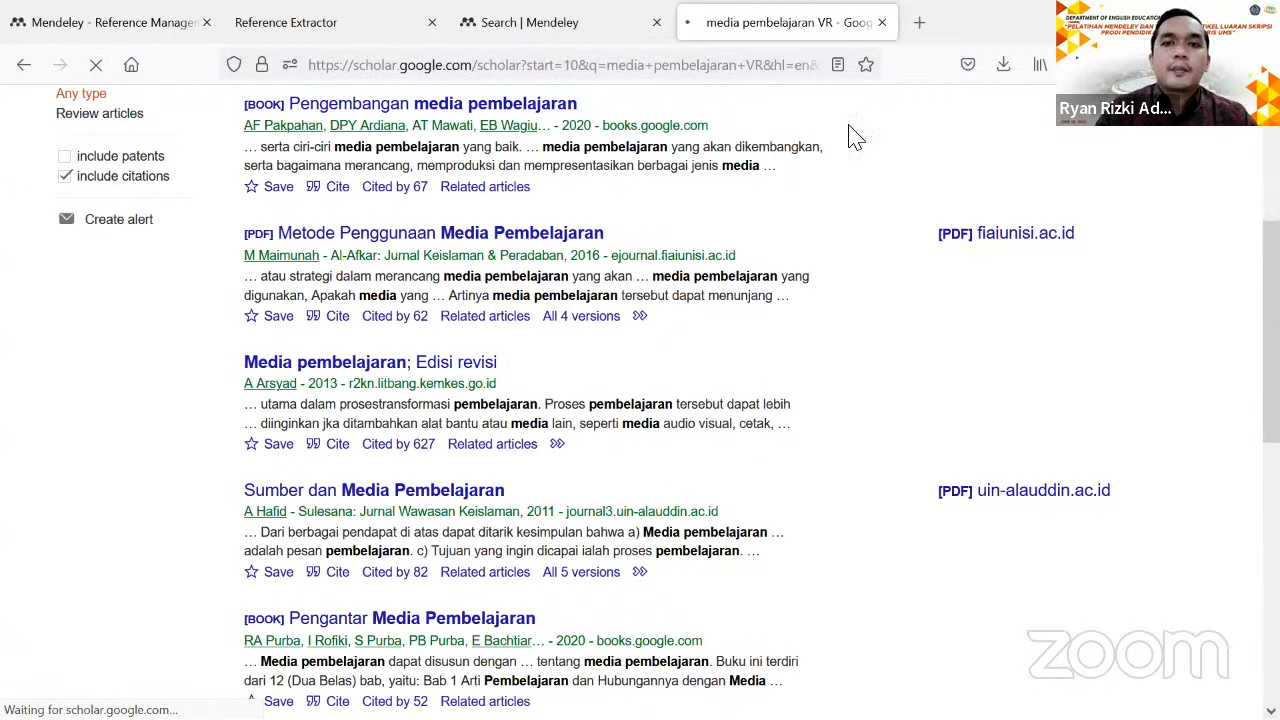 Mendeley - Reference Manager
Reference Extractor
Search | Mendeley
media pembelajaran VR - Goog
https://scholar.google.com/scholar?start=10&q=media+pembelajaran+VR&hl=en&
DEPARTMENT OF ENGLISH EDUCATION
Ryan Rizki Ad...
Any type
Review articles
include patents
include citations
Create alert
[BOOK] Pengembangan media pembelajaran
AF Pakpahan, AT Mawati, EB Wagiu… - 2020 - books.google.com
… serta ciri-ciri media pembelajaran yang baik. … media pembelajaran yang akan dikembangkan,
serta bagaimana merancang, memproduksi dan mempresentasikan berbagai jenis media …
Save Cite Cited by 67 Related articles
[PDF] Metode Penggunaan Media Pembelajaran
[PDF] fiaiunisi.ac.id
M Maimunah - Al-Afkar: Jurnal Keislaman & Peradaban, 2016 - ejournal.fiaiunisi.ac.id
… atau strategi dalam merancang media pembelajaran yang akan … media pembelajaran yang
digunakan, Apakah media yang … Artinya media pembelajaran tersebut dapat menunjang …
Save Cite Cited by 62 Related articles All 4 versions
Media pembelajaran; Edisi revisi
A Arsyad - 2013 - r2kn.litbang.kemkes.go.id
… utama dalam prosestransformasi pembelajaran. Proses pembelajaran tersebut dapat lebih
… diinginkan jka ditambahkan alat bantu atau media lain, seperti media audio visual, cetak, …
Save Cite Cited by 627 Related articles
Sumber dan Media Pembelajaran
[PDF] uin-alauddin.ac.id
A Hafid - Sulesana: Jurnal Wawasan Keislaman, 2011 - journal3.uin-alauddin.ac.id
… Dari berbagai pendapat di atas dapat ditarik kesimpulan bahwa a) Media pembelajaran …
adalah pesan pembelajaran. c) Tujuan yang ingin dicapai ialah proses pembelajaran. …
Save Cite Cited by 82 Related articles All 5 versions
[BOOK] Pengantar Media Pembelajaran
RA Purba, I Rofiki, S Purba, PB Purba, E Bachtiar… - 2020 - books.google.com
… Media pembelajaran dapat disusun dengan … tentang media pembelajaran. Buku ini terdiri
dari 12 (Dua Belas) bab, yaitu: Bab 1 Arti Pembelajaran dan Hubungannya dengan Media …
Save Cite Cited by 52 Related articles
Waiting for scholar.google.com...
zoom